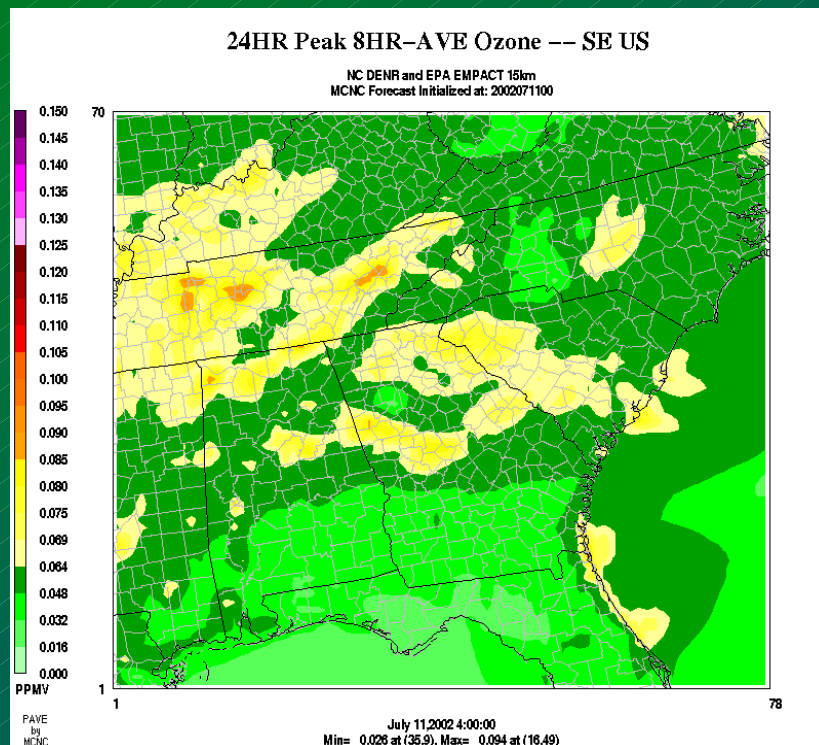 24HR Peak 8HR-AVE Ozone -- SE US
NC DENR and EPA EMPACT 15km
MCNC Forecast Initialized at: 2002071100
70
0.150
0.145
0.140
0.135
0.130
0.125
0.120
0.115
0.110
0.105
0.100
0.095
0.090
0.085
0.080
0.075
0.069
0.064
0.048
0.032
0.016
0.000
PPMV
1
1
78
PAVE
by
MCNC
July 11,2002 4:00:00
Min= 0.026 at (35,9), Max= 0.094 at (16,49)